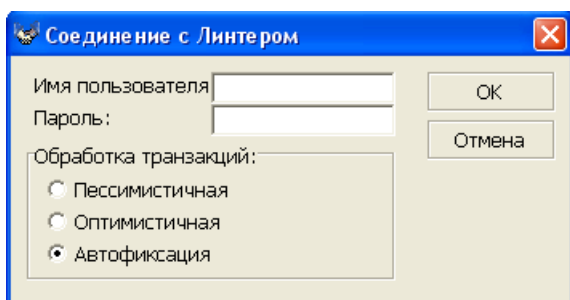 Соединение с Линтером
Имя пользователя
OK
Пароль:
Отмена
Обработка транзакций:
Пессимистичная
Оптимистичная
Автофиксация